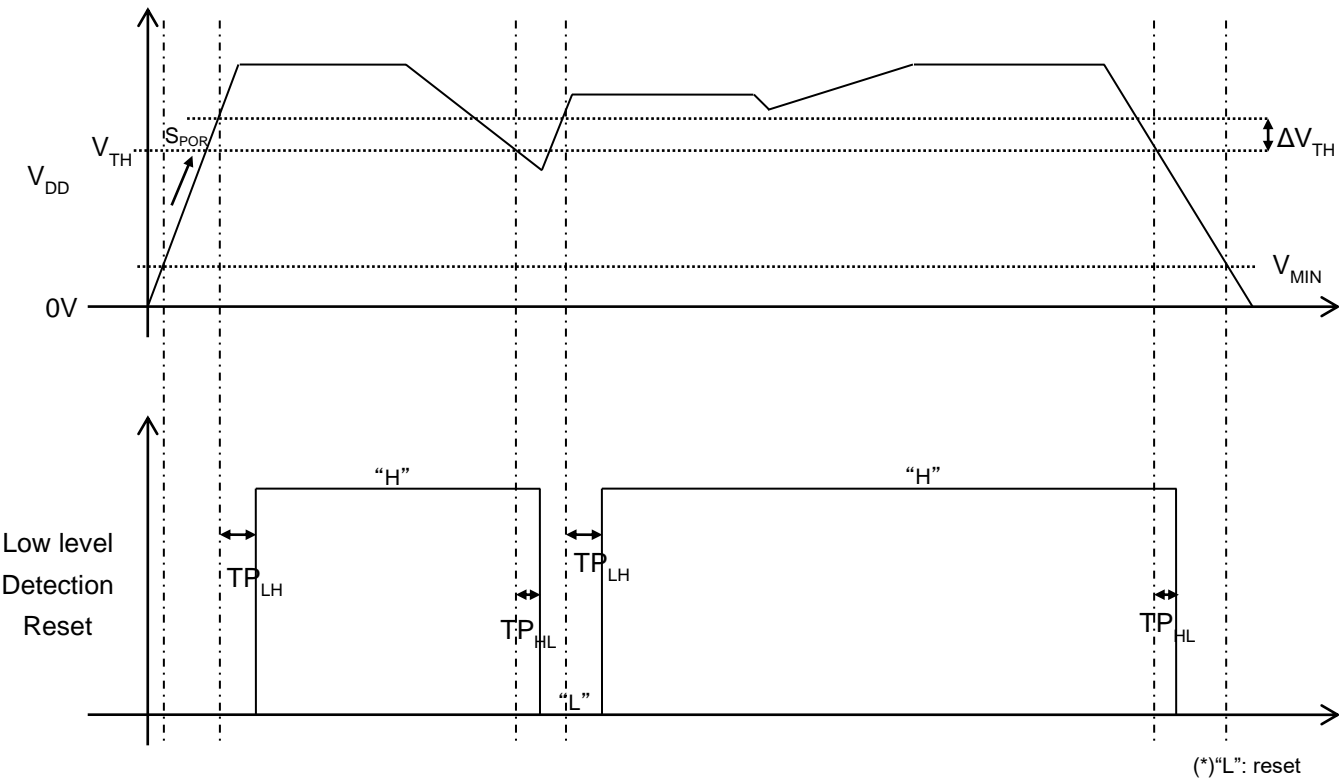 S_POR
V_TH
ΔV_TH
V_DD
V_MIN
0V
“H”
“H”
Low level
Detection
Reset
TP_LH
TP_LH
TP_HL
TP_HL
“L”
(*)“L”: reset